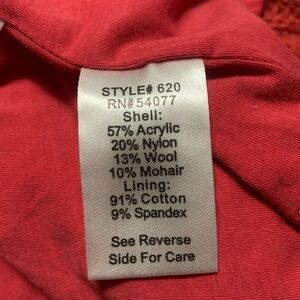 STYLE# 620
RN# 54077
Shell:
57% Acrylic
20% Nylon
13% Wool
10% Mohair
Lining:
91% Cotton
9% Spandex
See Reverse
Side For Care